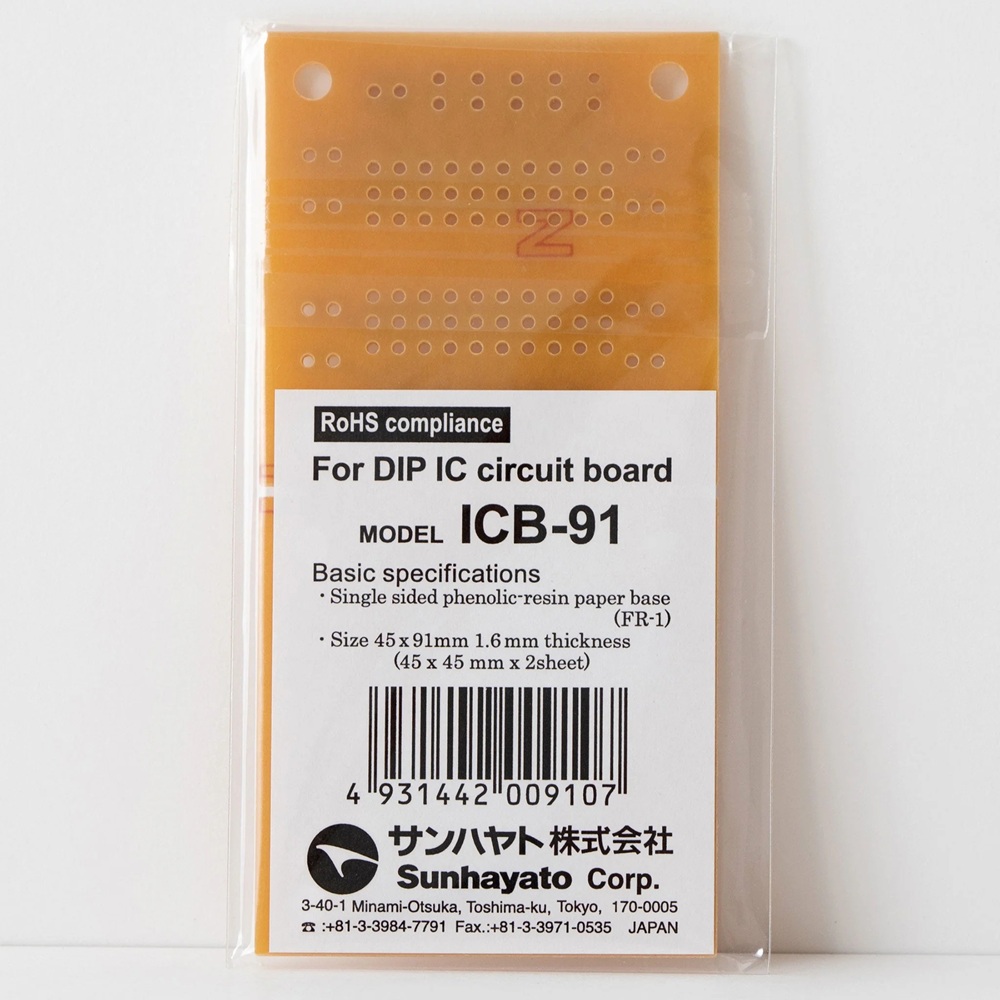 N
RoHS compliance
For DIP IC circuit board
MODEL ICB-91
Basic specifications
・Single sided phenolic-resin paper base
(FR-1)
・Size 45x91mm 1.6mm thickness
(45 x 45 mm x 2sheet)
4 931442 009107
サンハヤト株式会社
Sunhayato Corp.
3-40-1 Minami-Otsuka, Toshima-ku, Tokyo, 170-0005
☎:+81-3-3984-7791 Fax.:+81-3-3971-0535 JAPAN